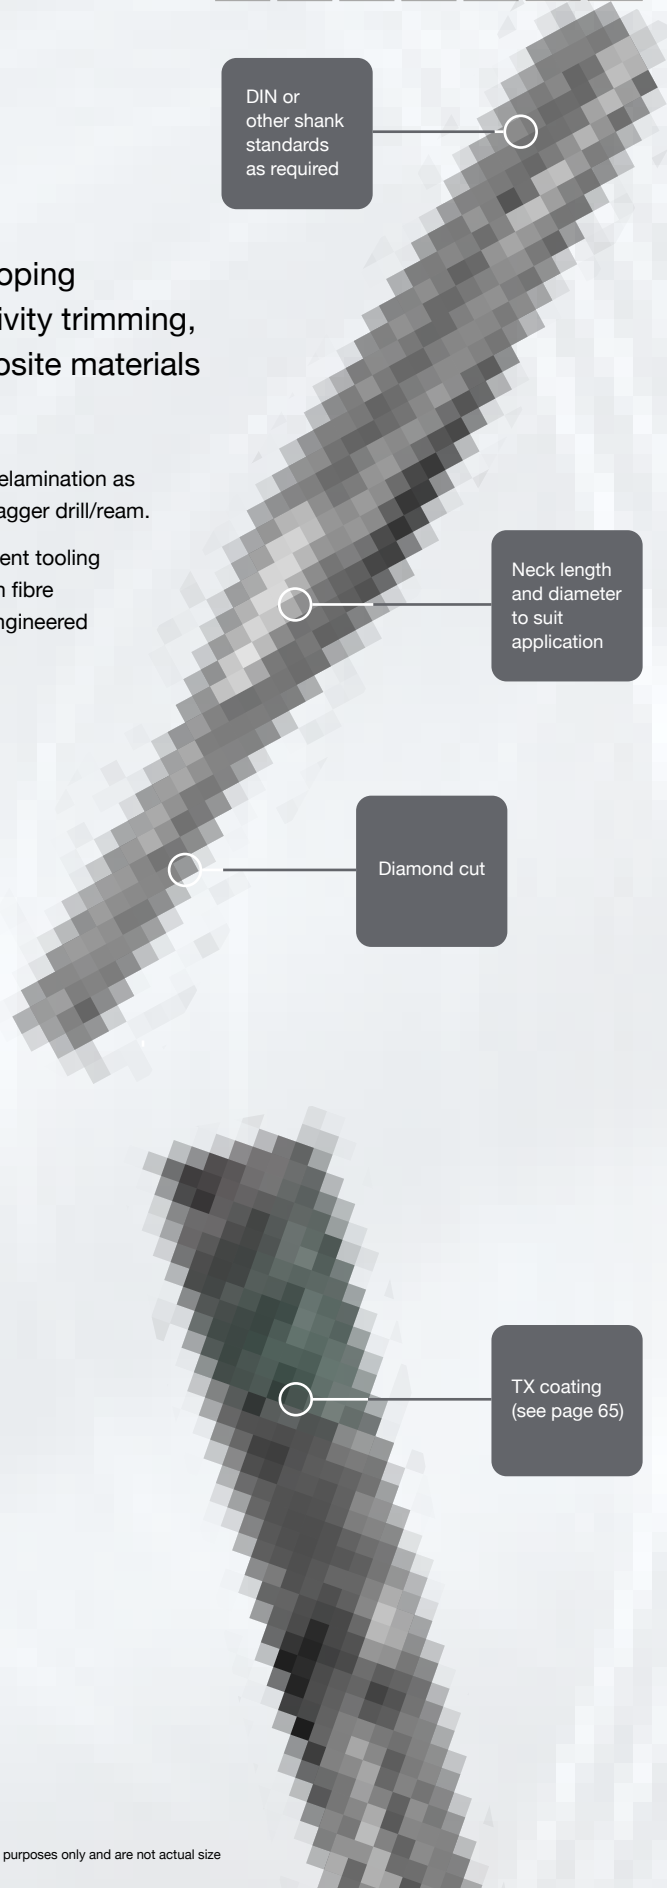 DIN or
other shank
standards
as required
oping
ivity trimming,
osite materials
elamination as
agger drill/ream.
ent tooling
n fibre
ngineered
Neck length
and diameter
to suit
application
Diamond cut
TX coating
(see page 65)
purposes only and are not actual size